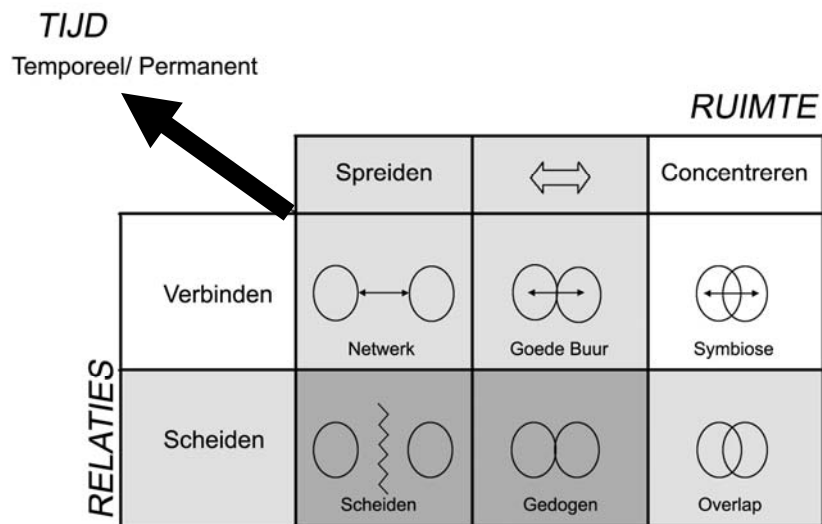 TIJD
Temporeel/ Permanent
RUIMTE
Spreiden
Concentreren
Verbinden
Netwerk
Goede Buur
Symbiose
RELATIES
Scheiden
Scheiden
Gedogen
Overlap